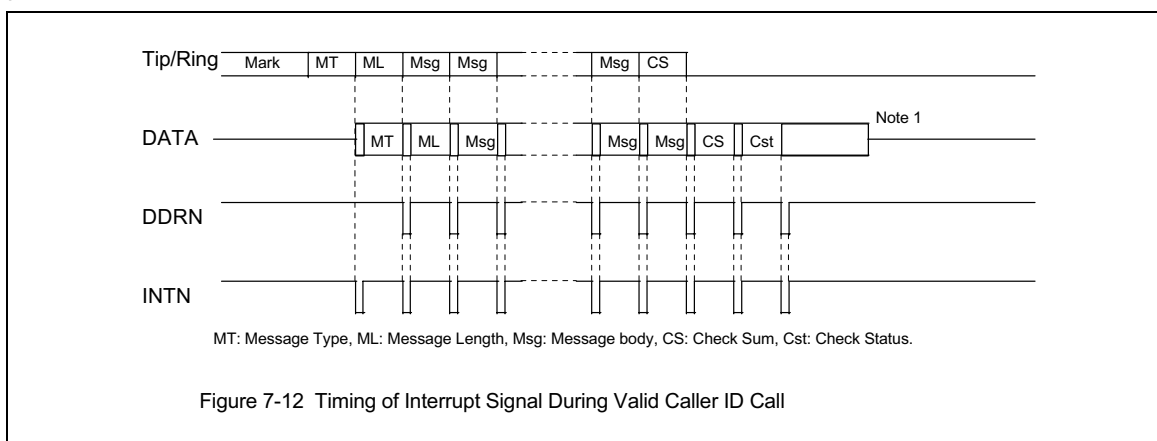 Tip/Ring Mark MT ML Msg Msg Msg CS
Note 1
DATA MT ML Msg Msg Msg CS Cst
DDRN
INTN
MT: Message Type, ML: Message Length, Msg: Message body, CS: Check Sum, Cst: Check Status.
Figure 7-12 Timing of Interrupt Signal During Valid Caller ID Call